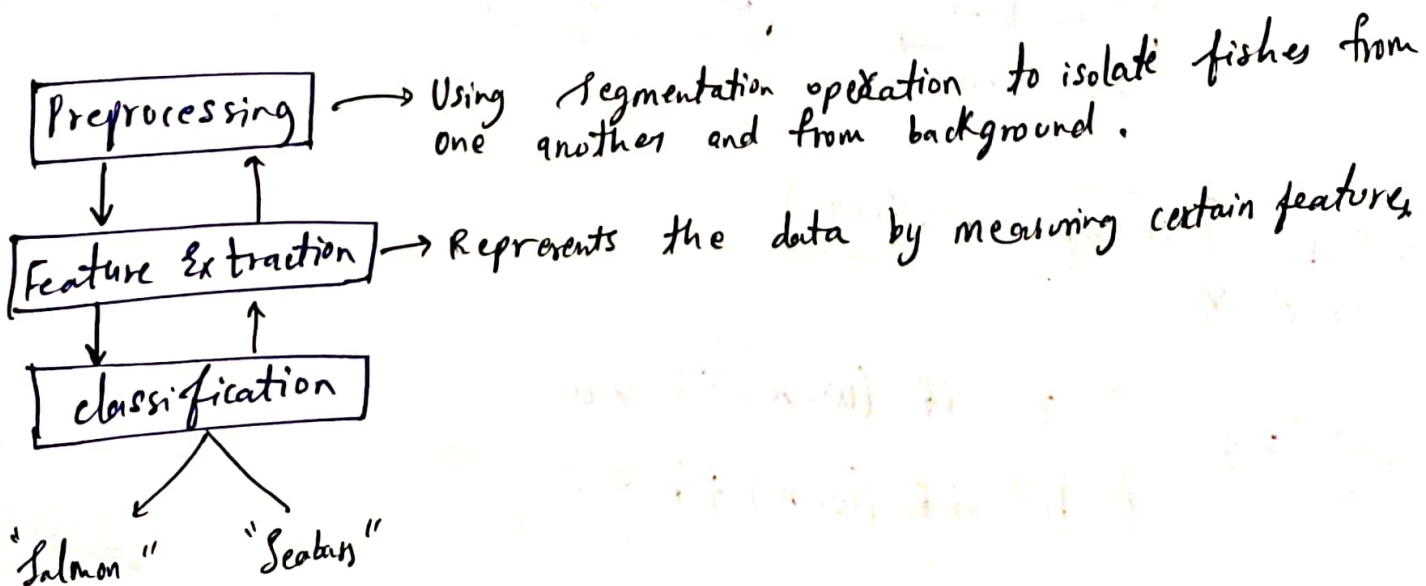 Preprocessing → Using Segmentation operation to isolate fishes from
one another and from background.
Feature Extraction → Represents the data by measuring certain features
classification
"Salmon" "Seabass"